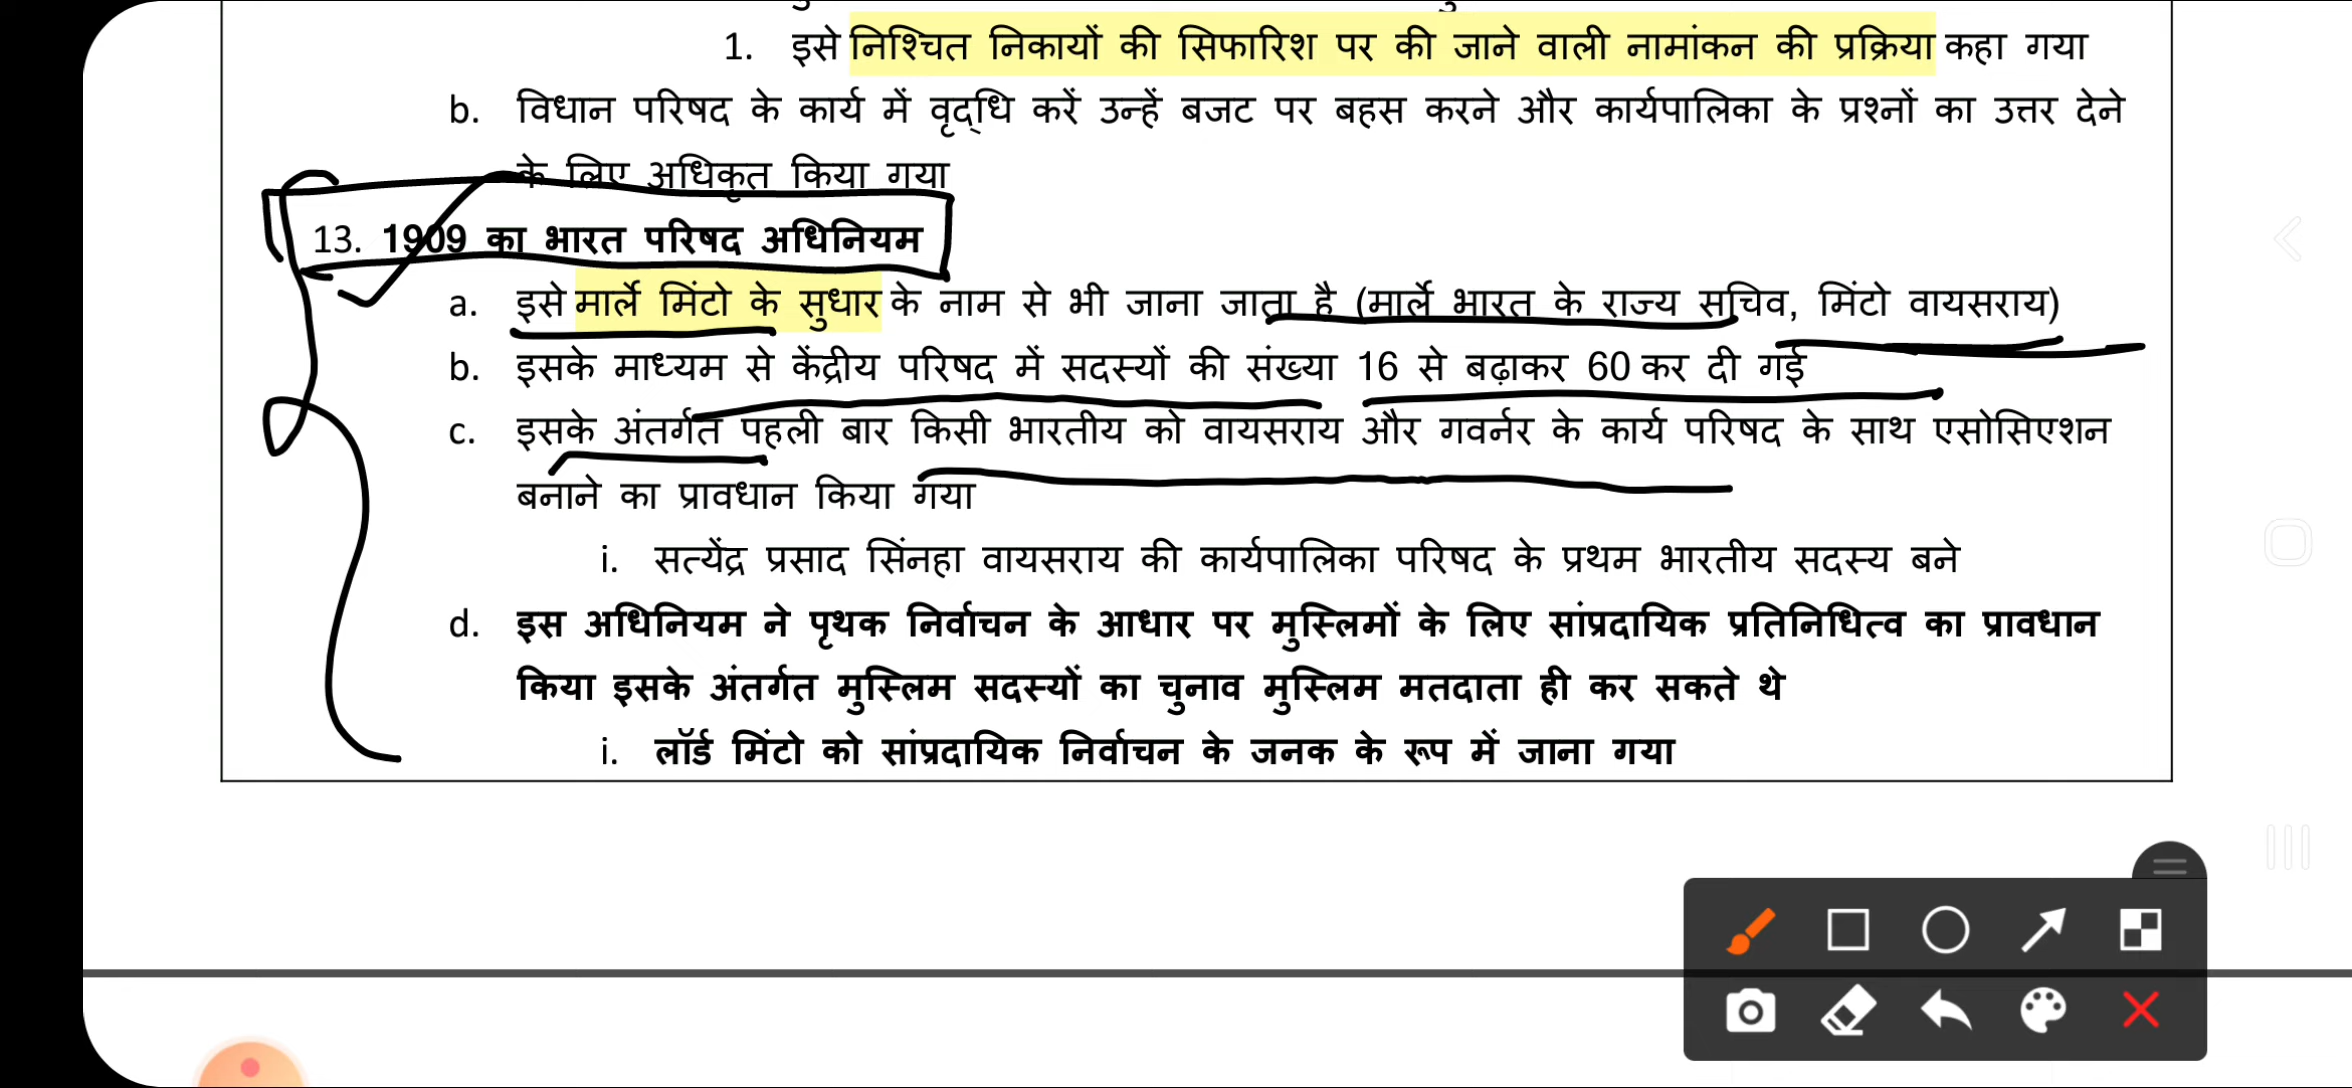 1. इसे निश्चित निकायों की सिफारिश पर की जाने वाली नामांकन की प्रक्रिया कहा गया
b. विधान परिषद के कार्य में वृद्धि करें उन्हें बजट पर बहस करने और कार्यपालिका के प्रश्नों का उत्तर देने
के लिए अधिकृत किया गया
13. 1909 का भारत परिषद अधिनियम
a. इसे मार्ले मिंटो के सुधार के नाम से भी जाना जाता है (मार्ले भारत के राज्य सचिव, मिंटो वायसराय)
b. इसके माध्यम से केंद्रीय परिषद में सदस्यों की संख्या 16 से बढ़ाकर 60 कर दी गई
c. इसके अंतर्गत पहली बार किसी भारतीय को वायसराय और गवर्नर के कार्य परिषद के साथ एसोसिएशन
बनाने का प्रावधान किया गया
i. सत्येंद्र प्रसाद सिंनहा वायसराय की कार्यपालिका परिषद के प्रथम भारतीय सदस्य बने
d. इस अधिनियम ने पृथक निर्वाचन के आधार पर मुस्लिमों के लिए सांप्रदायिक प्रतिनिधित्व का प्रावधान
किया इसके अंतर्गत मुस्लिम सदस्यों का चुनाव मुस्लिम मतदाता ही कर सकते थे
i. लॉर्ड मिंटो को सांप्रदायिक निर्वाचन के जनक के रूप में जाना गया